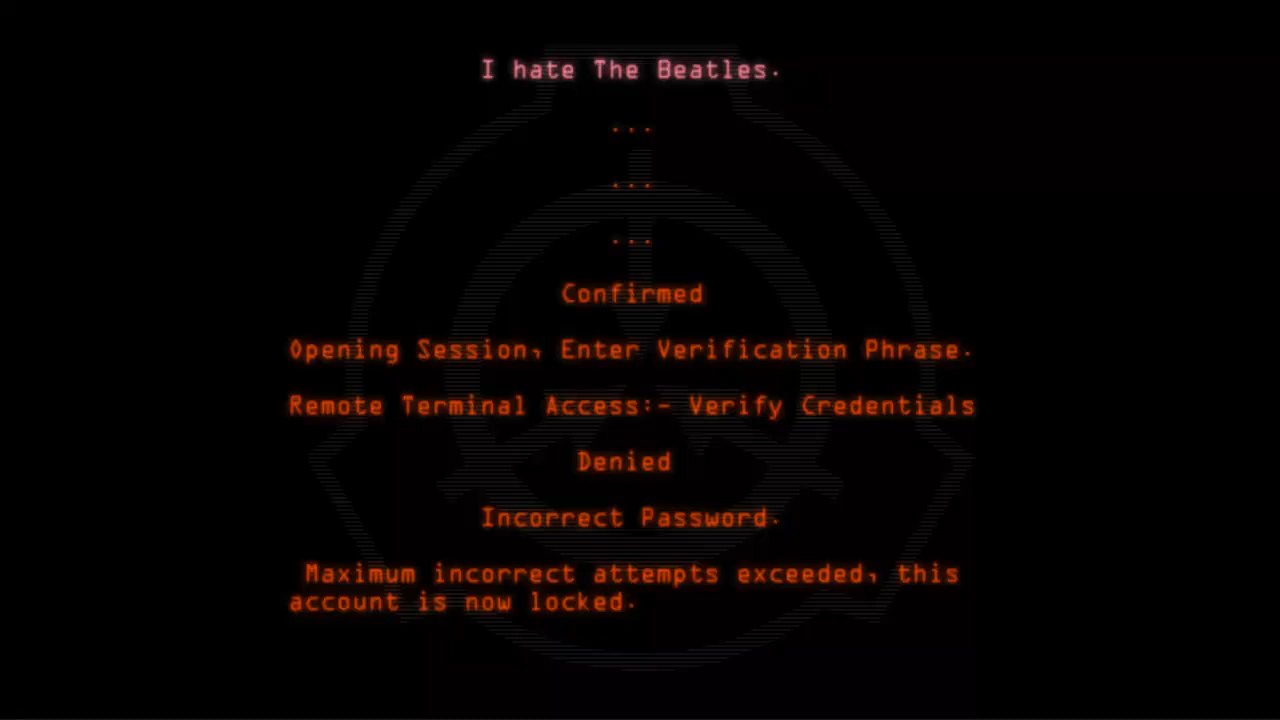 I hate The Beatles.
...
...
...
Confirmed
Opening Session, Enter Verification Phrase.
Remote Terminal Access:- Verify Credentials
Denied
Incorrect Password.
Maximum incorrect attempts exceeded, this
account is now locked.